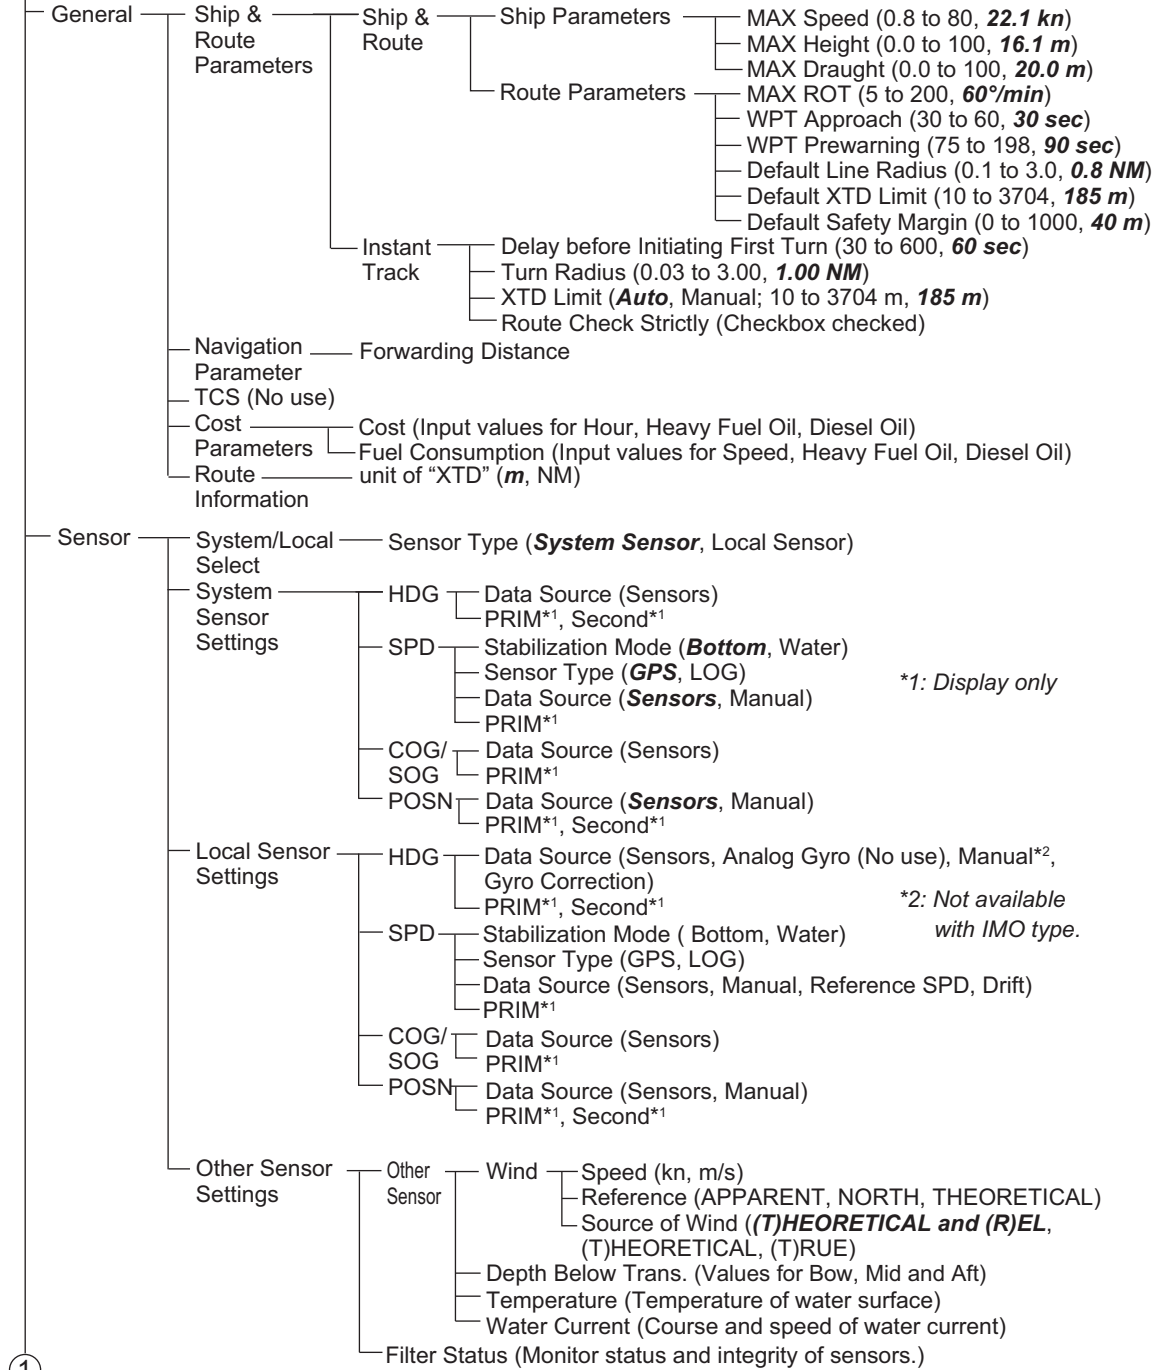 General
Ship &
Route
Parameters
Ship &
Route
Ship Parameters
MAX Speed (0.8 to 80, 22.1 kn)
MAX Height (0.0 to 100, 16.1 m)
MAX Draught (0.0 to 100, 20.0 m)
Route Parameters
MAX ROT (5 to 200, 60°/min)
WPT Approach (30 to 60, 30 sec)
WPT Prewarning (75 to 198, 90 sec)
Default Line Radius (0.1 to 3.0, 0.8 NM)
Default XTD Limit (10 to 3704, 185 m)
Default Safety Margin (0 to 1000, 40 m)
Instant
Track
Delay before Initiating First Turn (30 to 600, 60 sec)
Turn Radius (0.03 to 3.00, 1.00 NM)
XTD Limit (Auto, Manual; 10 to 3704 m, 185 m)
Route Check Strictly (Checkbox checked)
Navigation
Parameter
Forwarding Distance
TCS (No use)
Cost
Parameters
Cost (Input values for Hour, Heavy Fuel Oil, Diesel Oil)
Fuel Consumption (Input values for Speed, Heavy Fuel Oil, Diesel Oil)
Route
Information
unit of “XTD” (m, NM)
Sensor
System/Local
Select
Sensor Type (System Sensor, Local Sensor)
System
Sensor
Settings
HDG
Data Source (Sensors)
PRIM*1, Second*1
SPD
Stabilization Mode (Bottom, Water)
Sensor Type (GPS, LOG)
Data Source (Sensors, Manual)
PRIM*1
*1: Display only
COG/
SOG
Data Source (Sensors)
PRIM*1
POSN
Data Source (Sensors, Manual)
PRIM*1, Second*1
Local Sensor
Settings
HDG
Data Source (Sensors, Analog Gyro (No use), Manual*2,
Gyro Correction)
PRIM*1, Second*1
*2: Not available
with IMO type.
SPD
Stabilization Mode ( Bottom, Water)
Sensor Type (GPS, LOG)
Data Source (Sensors, Manual, Reference SPD, Drift)
PRIM*1
COG/
SOG
Data Source (Sensors)
PRIM*1
POSN
Data Source (Sensors, Manual)
PRIM*1, Second*1
Other Sensor
Settings
Other
Sensor
Wind
Speed (kn, m/s)
Reference (APPARENT, NORTH, THEORETICAL)
Source of Wind ((T)HEORETICAL and (R)EL,
(T)HEORETICAL, (T)RUE)
Depth Below Trans. (Values for Bow, Mid and Aft)
Temperature (Temperature of water surface)
Water Current (Course and speed of water current)
Filter Status (Monitor status and integrity of sensors.)
1